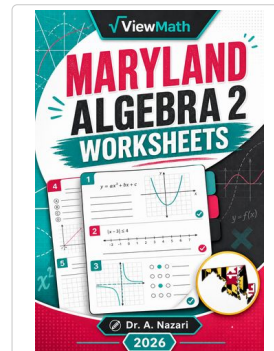 √ViewMath
MARYLAND
ALGEBRA 2
WORKSHEETS
1
y = ax² + bx + c
4
2
|x − 3| ≤ 4
3
5
y = f(x)
x²
Dr. A. Nazari
2026